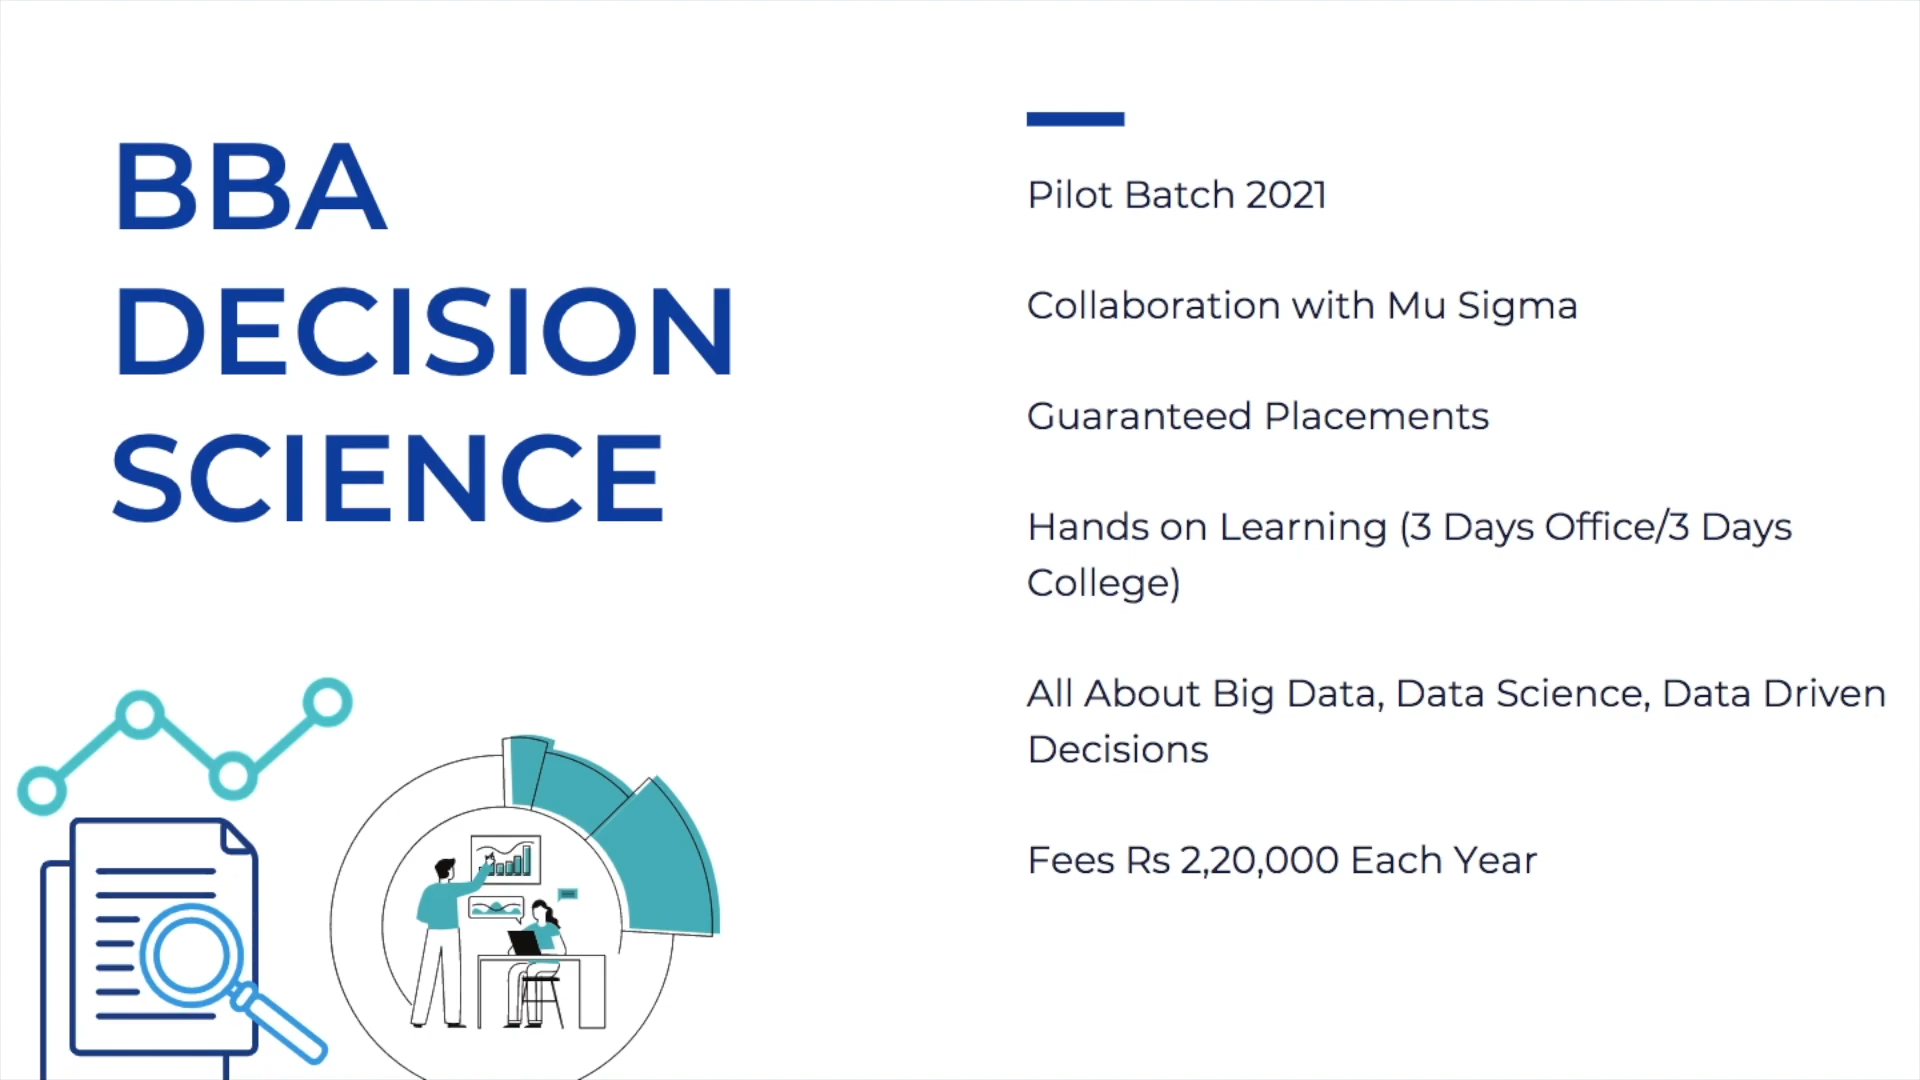 BBA
DECISION
SCIENCE
Pilot Batch 2021
Collaboration with Mu Sigma
Guaranteed Placements
Hands on Learning (3 Days Office/3 Days
College)
All About Big Data, Data Science, Data Driven
Decisions
Fees Rs 2,20,000 Each Year